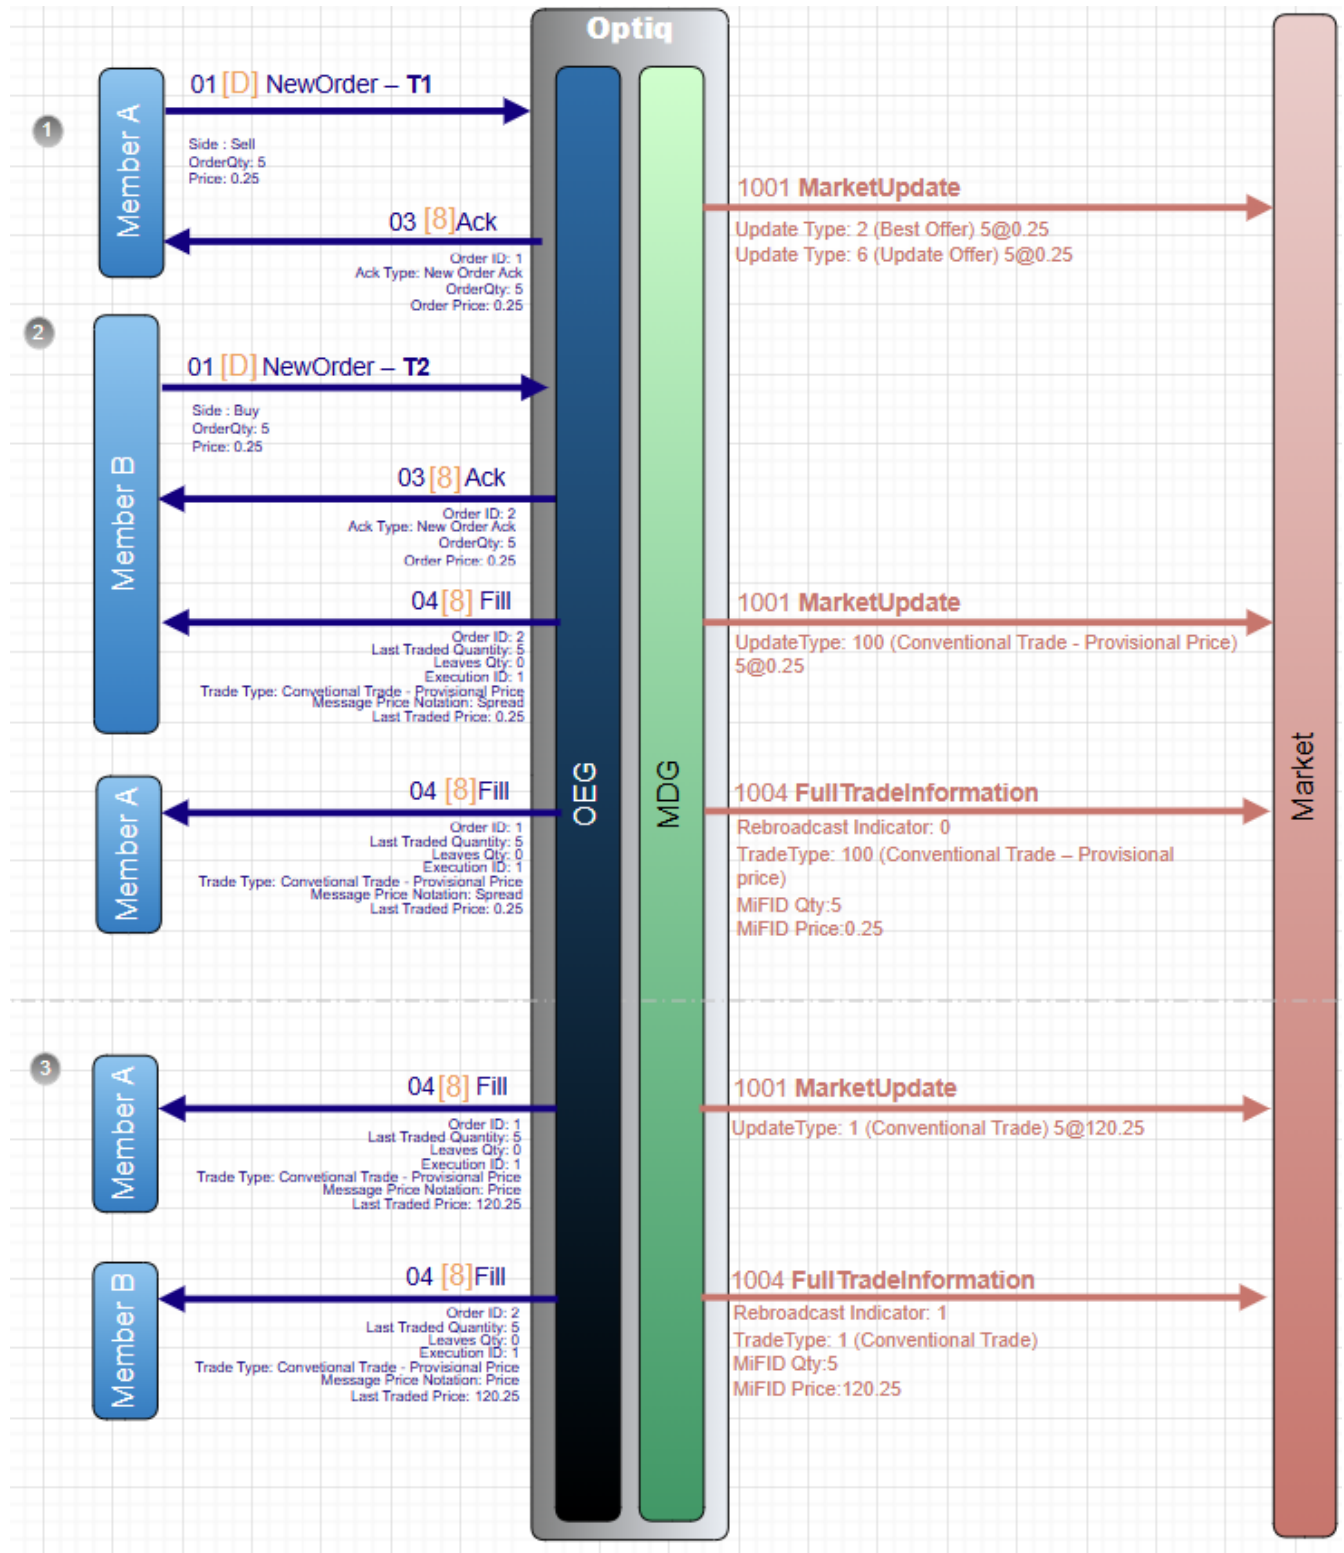 Optiq
1
Member A
01 [D] NewOrder – T1
Side : Sell
OrderQty: 5
Price: 0.25
03 [8]Ack
Order ID: 1
Ack Type: New Order Ack
OrderQty: 5
Order Price: 0.25
1001 MarketUpdate
Update Type: 2 (Best Offer) 5@0.25
Update Type: 6 (Update Offer) 5@0.25
2
Member B
01 [D] NewOrder – T2
Side : Buy
OrderQty: 5
Price: 0.25
03 [8] Ack
Order ID: 2
Ack Type: New Order Ack
OrderQty: 5
Order Price: 0.25
04 [8] Fill
Order ID: 2
Last Traded Quantity: 5
Leaves Qty: 0
Execution ID: 1
Trade Type: Convetional Trade - Provisional Price
Message Price Notation: Spread
Last Traded Price: 0.25
1001 MarketUpdate
UpdateType: 100 (Conventional Trade - Provisional Price)
5@0.25
Member A
04 [8]Fill
Order ID: 1
Last Traded Quantity: 5
Leaves Qty: 0
Execution ID: 1
Trade Type: Convetional Trade - Provisional Price
Message Price Notation: Spread
Last Traded Price: 0.25
OEG
MDG
1004 FullTradeInformation
Rebroadcast Indicator: 0
TradeType: 100 (Conventional Trade – Provisional
price)
MiFID Qty:5
MiFID Price:0.25
Market
3
Member A
04 [8] Fill
Order ID: 1
Last Traded Quantity: 5
Leaves Qty: 0
Execution ID: 1
Trade Type: Convetional Trade - Provisional Price
Message Price Notation: Price
Last Traded Price: 120.25
1001 MarketUpdate
UpdateType: 1 (Conventional Trade) 5@120.25
Member B
04 [8]Fill
Order ID: 2
Last Traded Quantity: 5
Leaves Qty: 0
Execution ID: 1
Trade Type: Convetional Trade - Provisional Price
Message Price Notation: Price
Last Traded Price: 120.25
1004 FullTradeInformation
Rebroadcast Indicator: 1
TradeType: 1 (Conventional Trade)
MiFID Qty:5
MiFID Price:120.25